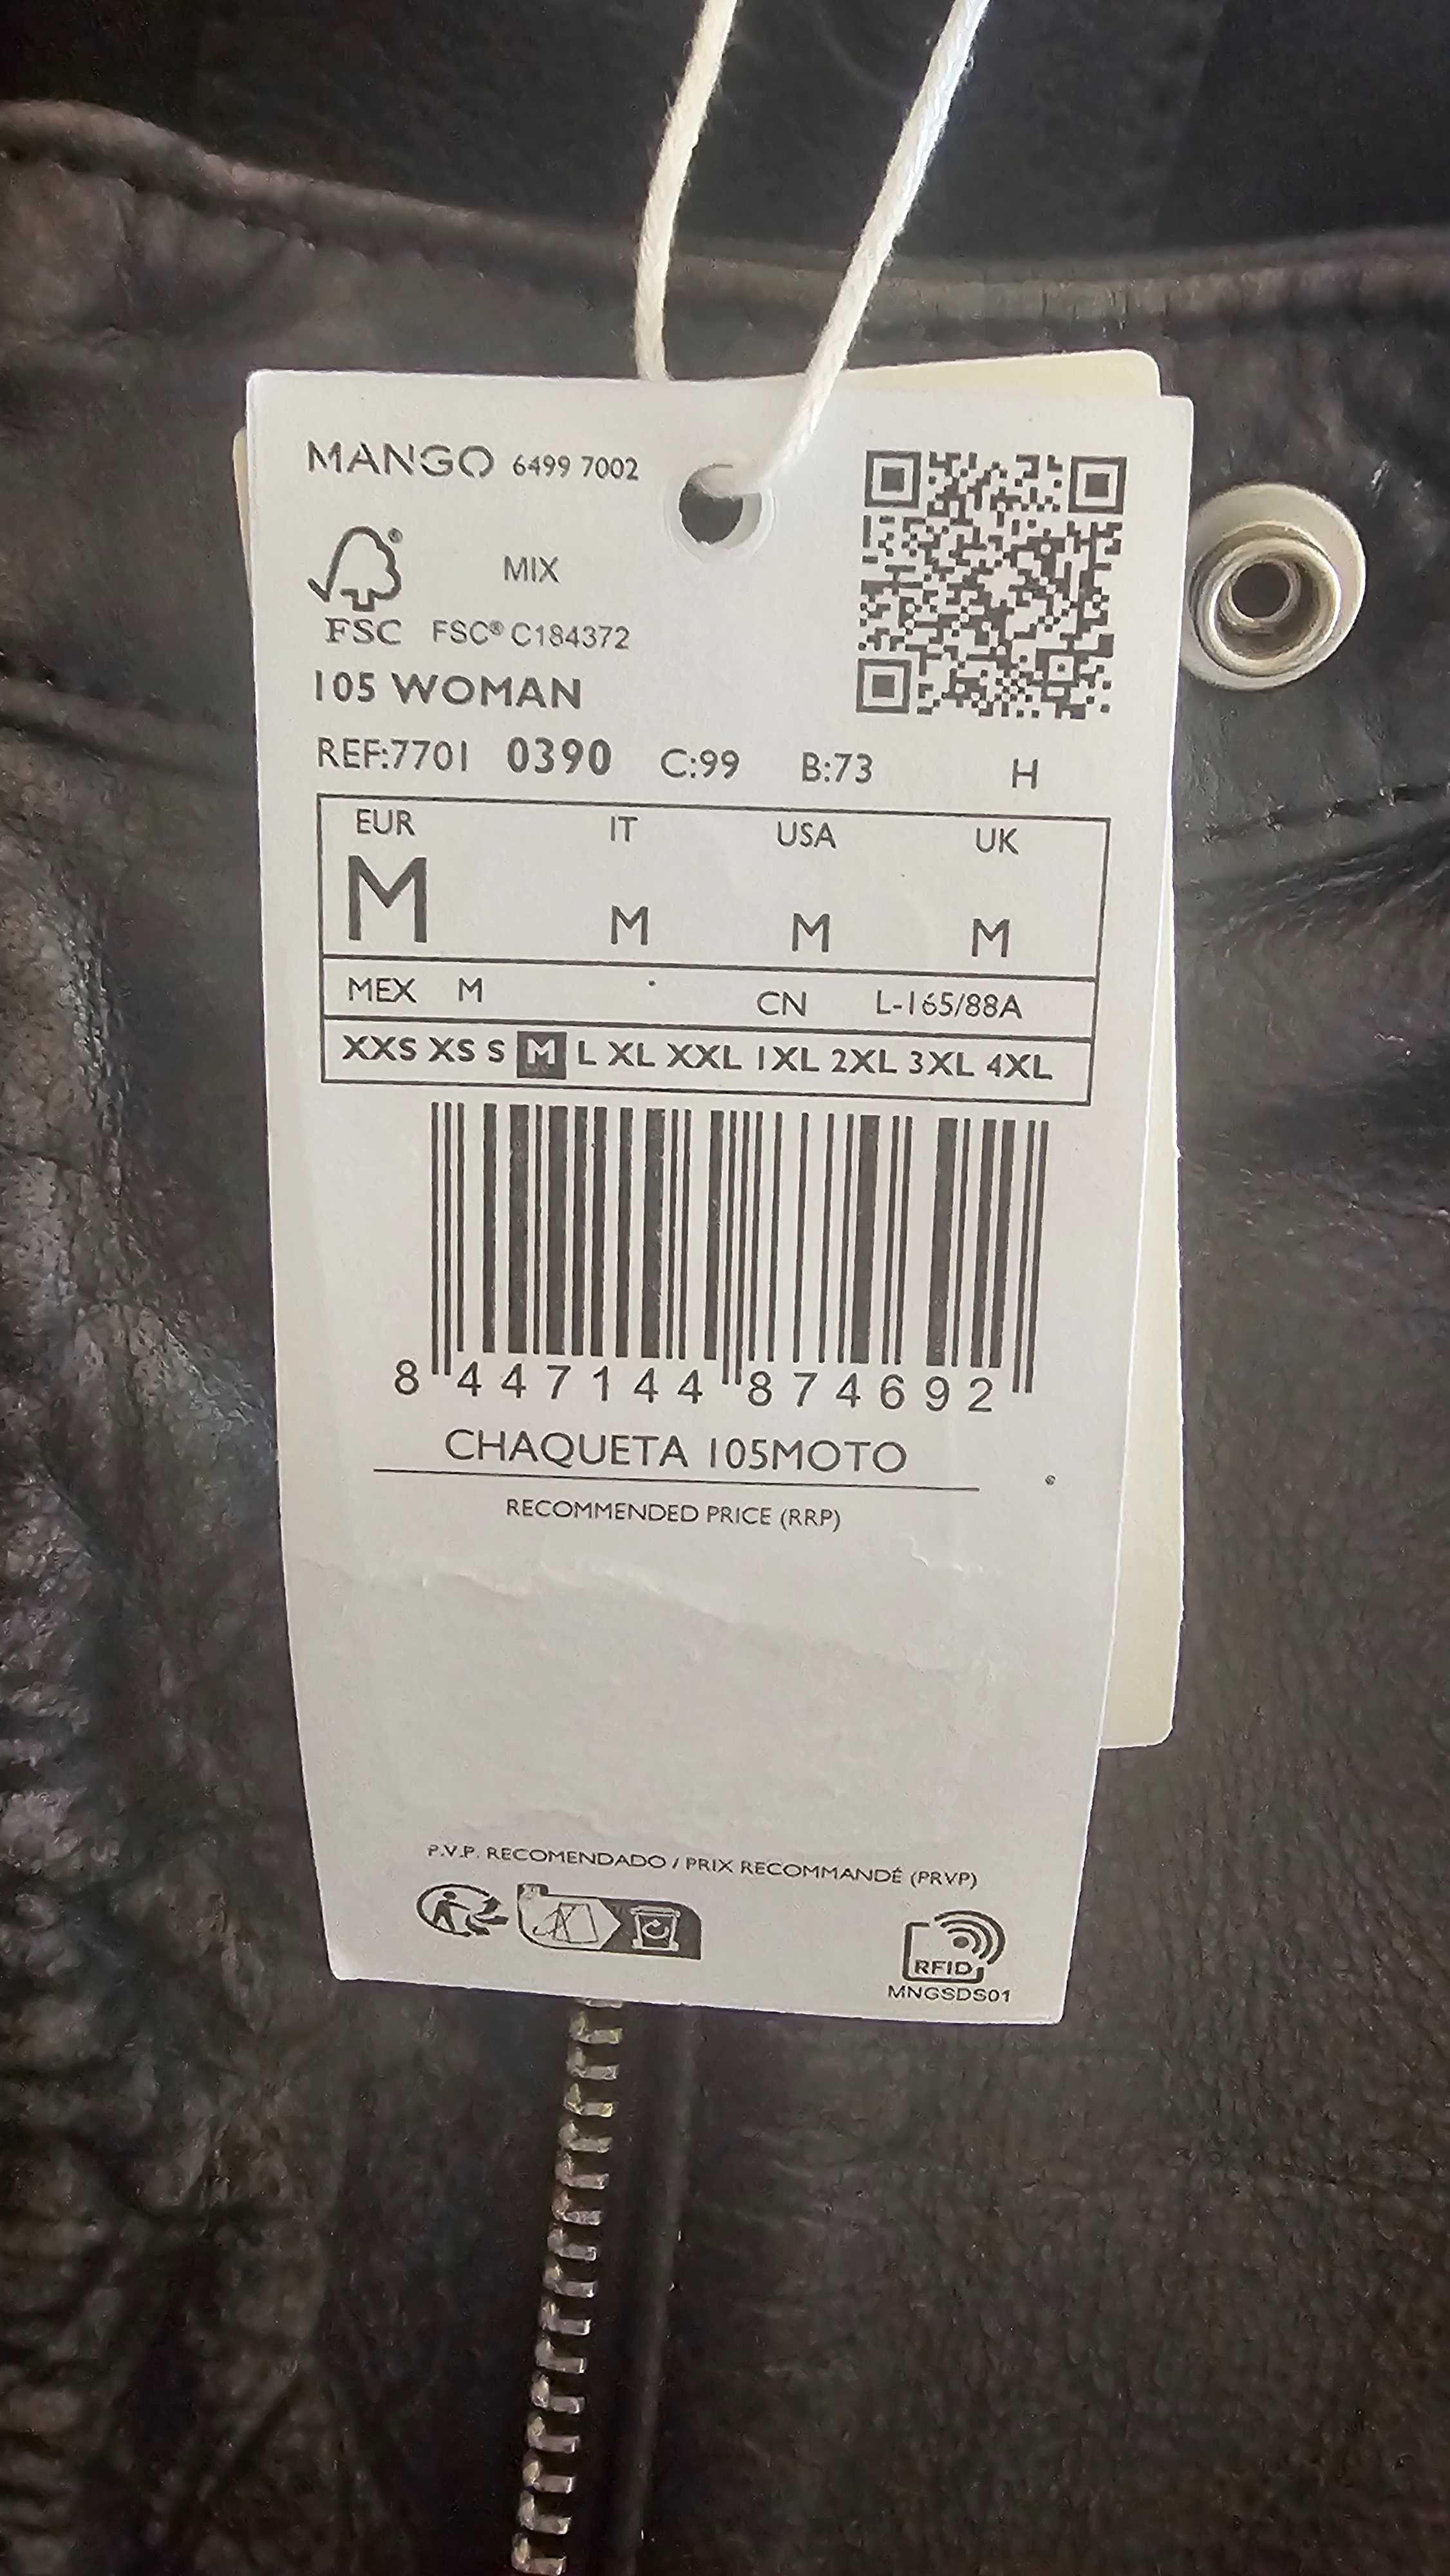 MANGO 6499 7002
MIX
FSC FSC® C184372
105 WOMAN
REF:7701 0390 C:99 B:73 H
EUR IT USA UK
M M M M
MEX M CN L-165/88A
XXS XS S M L XL XXL 1XL 2XL 3XL 4XL
8 447144 874692
CHAQUETA 105MOTO
RECOMMENDED PRICE (RRP)
P.V.P. RECOMENDADO / PRIX RECOMMANDÉ (PRVP)
RFID
MNGSDS01